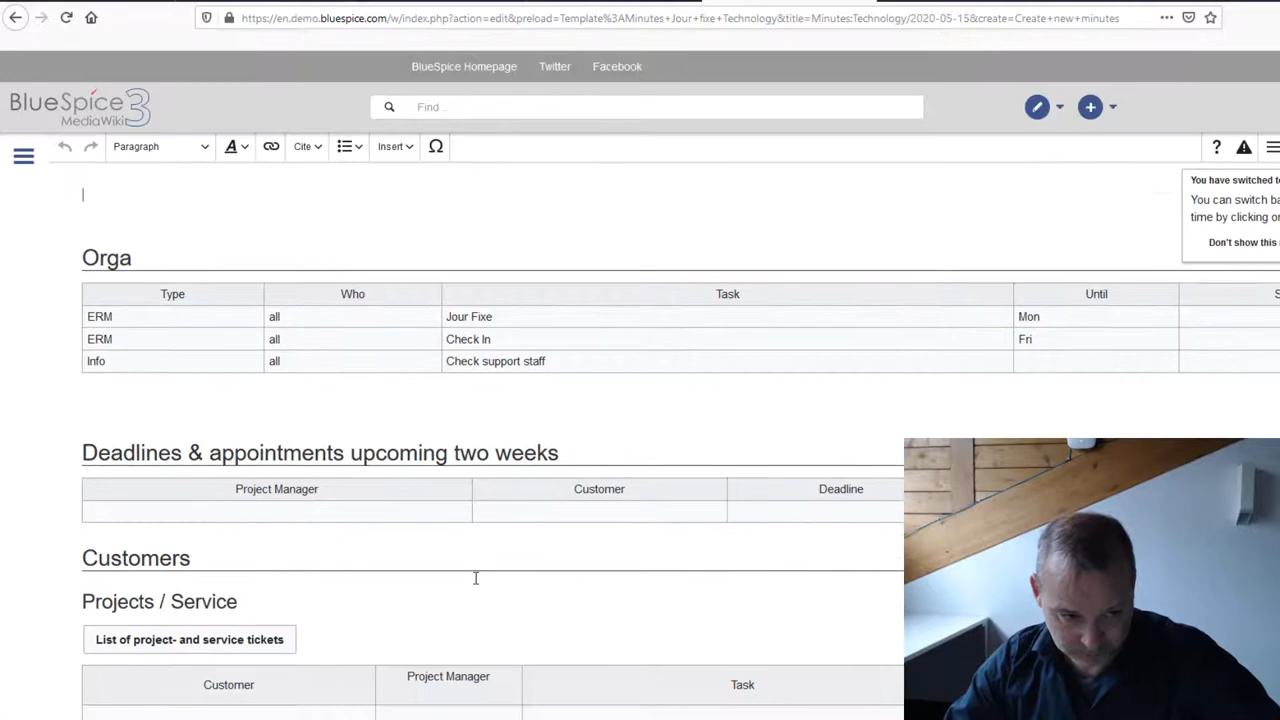 https://en.demo.bluespice.com/w/index.php?action=edit&preload=Template%3AMinutes+Jour+fixe+Technology&title=Minutes:Technology/2020-05-15&create=Create+new+minutes
BlueSpice Homepage Twitter Facebook
BlueSpice 3
MediaWiki
Find ...
Paragraph A Cite Insert Ω ?
You have switched to
You can switch ba
time by clicking or
Don't show this
Orga
Type Who Task Until S
ERM all Jour Fixe Mon
ERM all Check In Fri
Info all Check support staff
Deadlines & appointments upcoming two weeks
Project Manager Customer Deadline
Customers
Projects / Service
List of project- and service tickets
Customer Project Manager Task